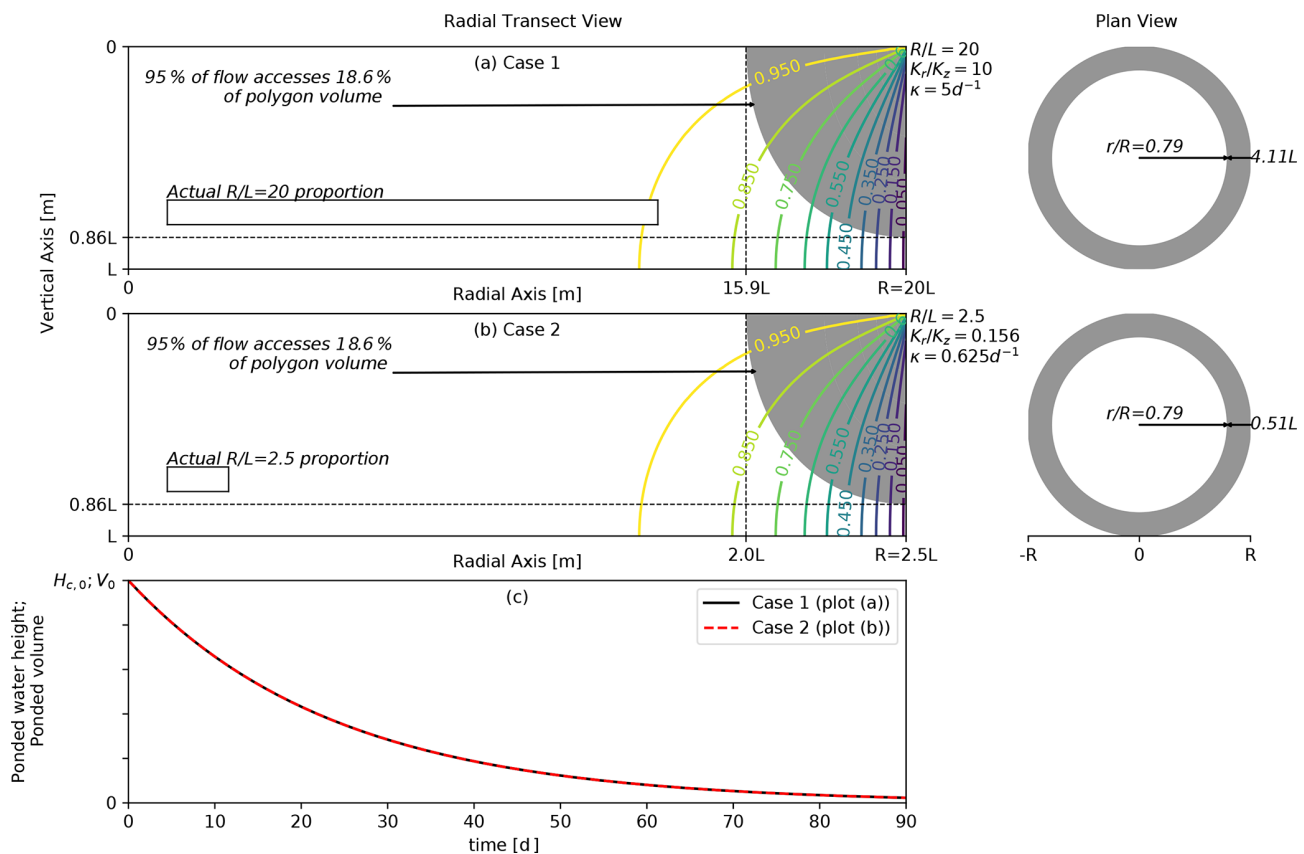 Radial Transect View
Plan View
Vertical Axis [m]
0
0.86L
L
(a) Case 1
95 % of flow accesses 18.6 %
of polygon volume
Actual R/L=20 proportion
0.950
0.850
0.750
0.550
0.450
0.350
0.250
0.150
0.050
R/L = 20
K_r/K_z = 10
κ = 5d⁻¹
r/R=0.79
4.11L
0
15.9L
R=20L
Radial Axis [m]
0
0.86L
L
(b) Case 2
95 % of flow accesses 18.6 %
of polygon volume
Actual R/L=2.5 proportion
0.950
0.850
0.750
0.550
0.450
0.350
0.250
0.150
0.050
R/L = 2.5
K_r/K_z = 0.156
κ = 0.625d⁻¹
r/R=0.79
0.51L
0
2.0L
R=2.5L
Radial Axis [m]
-R
0
R
Ponded water height;
Ponded volume
H_c,0; V_0
0
(c)
Case 1 (plot (a))
Case 2 (plot (b))
0 10 20 30 40 50 60 70 80 90
time [d]